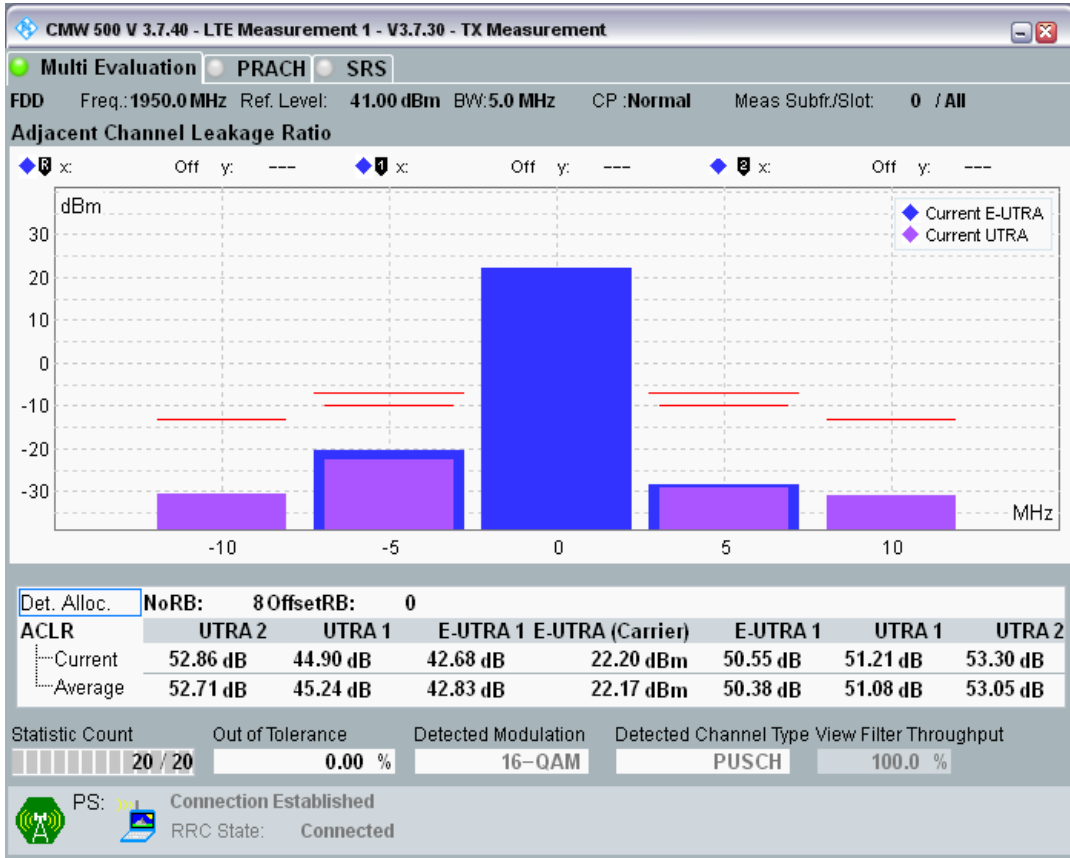 CMW 500 V 3.7.40 - LTE Measurement 1 - V3.7.30 - TX Measurement
Multi Evaluation PRACH SRS
FDD Freq.: 1950.0 MHz Ref. Level: 41.00 dBm BW: 5.0 MHz CP : Normal Meas Subfr./Slot: 0 / All
Adjacent Channel Leakage Ratio
R x: Off y: --- 1 x: Off y: --- 2 x: Off y: ---
dBm
Current E-UTRA
Current UTRA
30
20
10
0
-10
-20
-30
MHz
-10 -5 0 5 10
Det. Alloc. NoRB: 8 OffsetRB: 0
ACLR UTRA 2 UTRA 1 E-UTRA 1 E-UTRA (Carrier) E-UTRA 1 UTRA 1 UTRA 2
Current 52.86 dB 44.90 dB 42.68 dB 22.20 dBm 50.55 dB 51.21 dB 53.30 dB
Average 52.71 dB 45.24 dB 42.83 dB 22.17 dBm 50.38 dB 51.08 dB 53.05 dB
Statistic Count Out of Tolerance Detected Modulation Detected Channel Type View Filter Throughput
20 / 20 0.00 % 16-QAM PUSCH 100.0 %
PS: Connection Established
RRC State: Connected